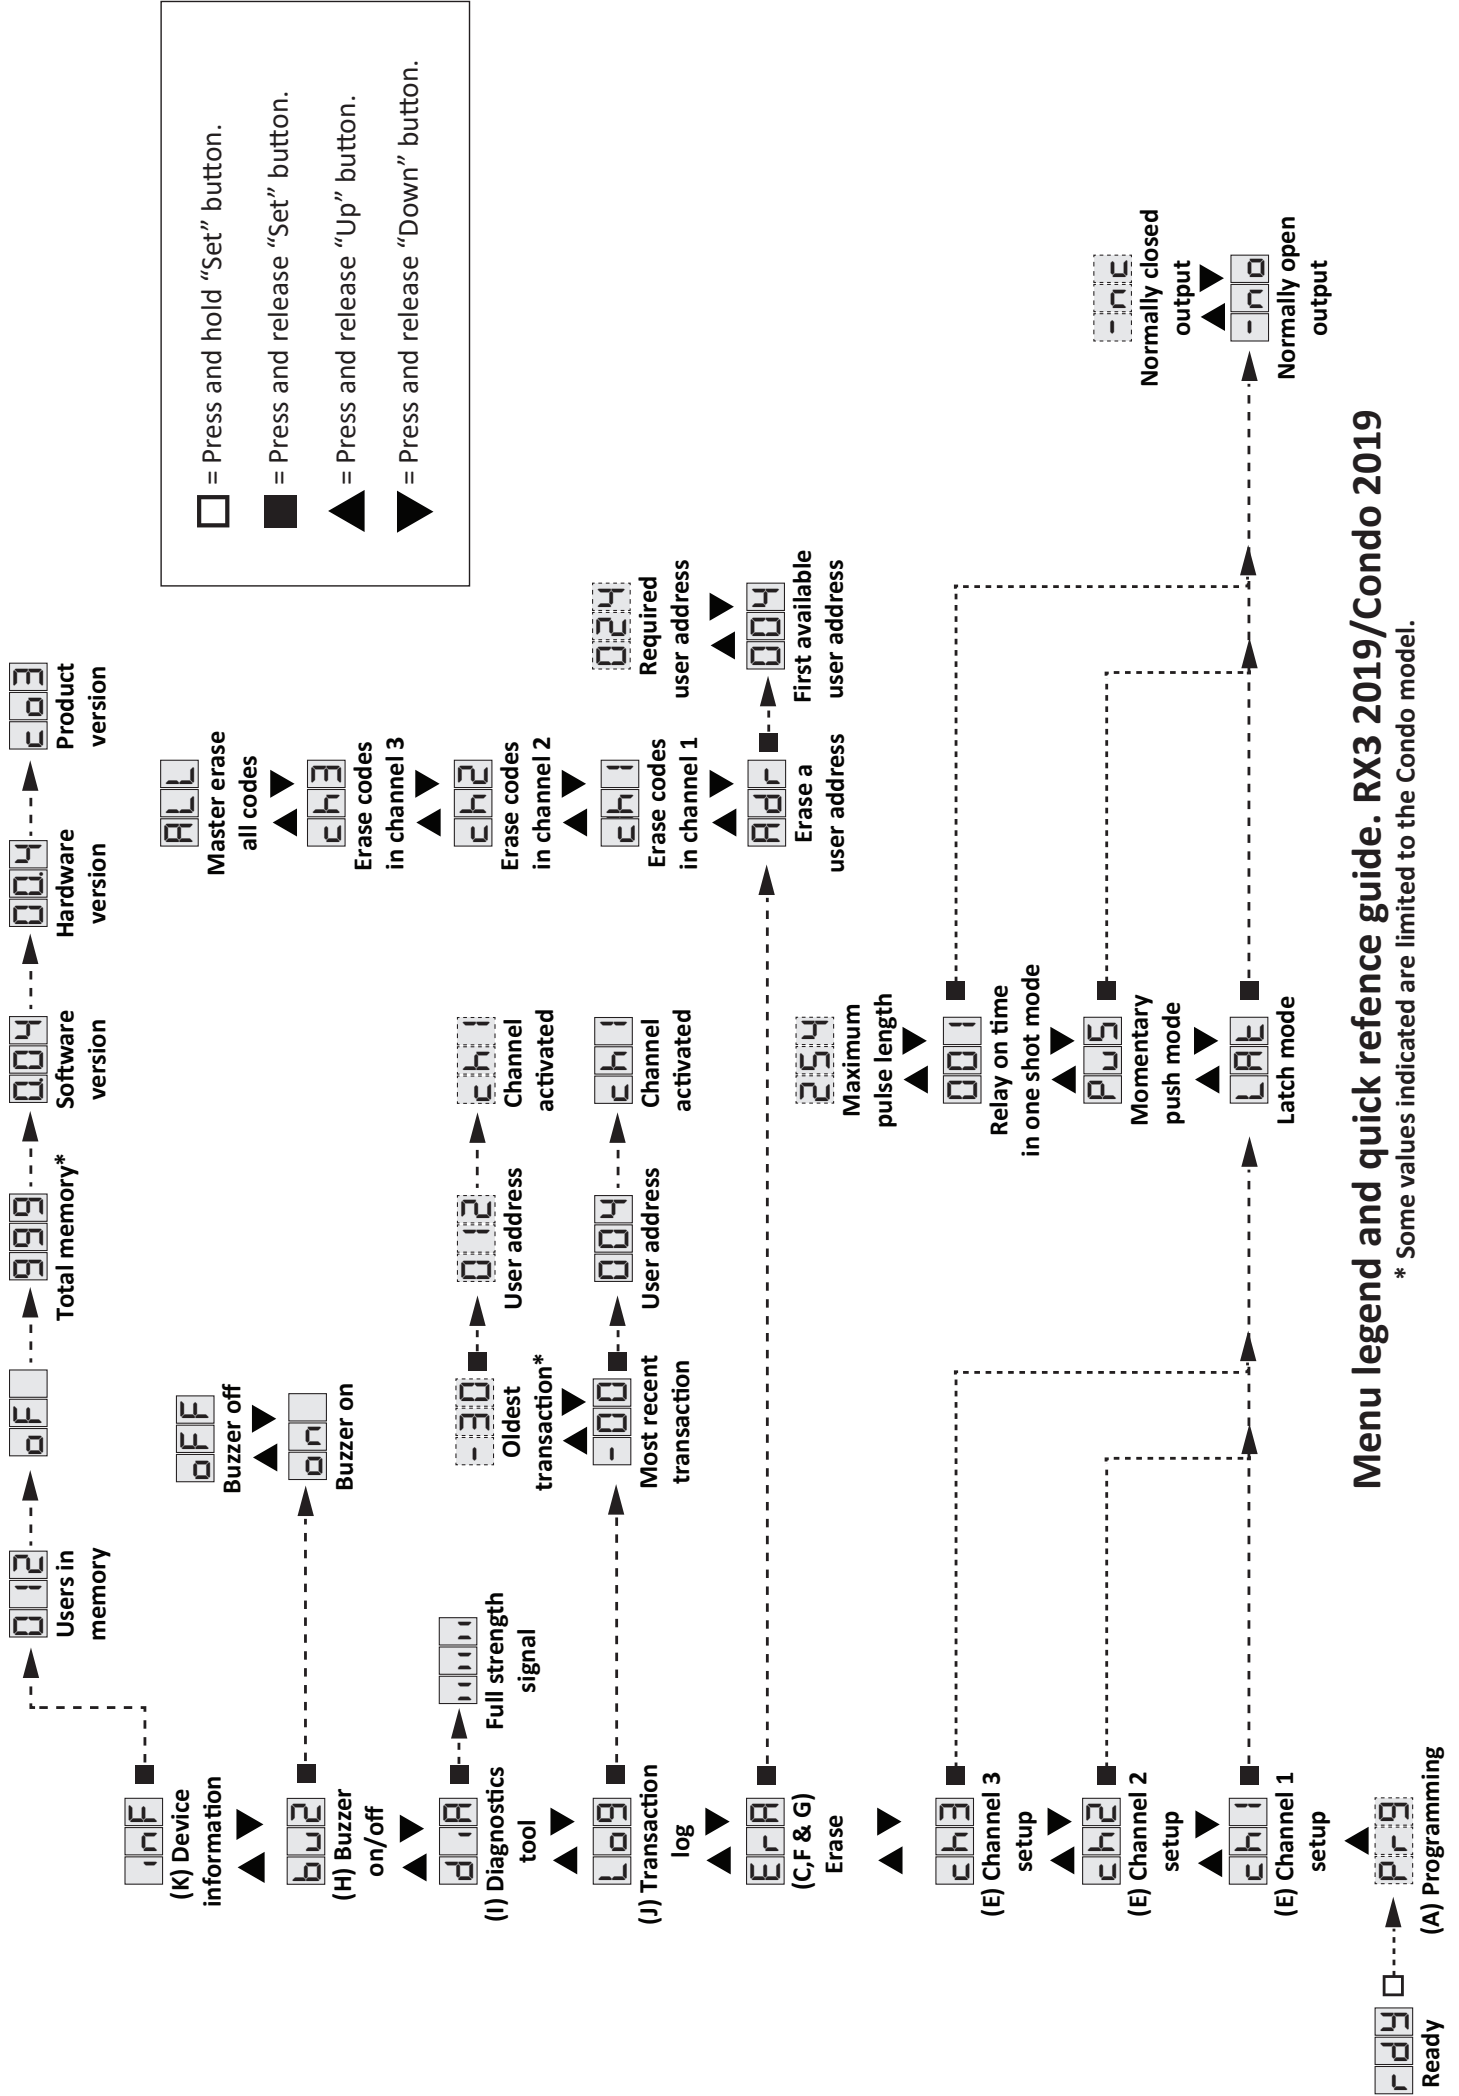 inF
(K) Device
information
012
Users in
memory
oF
999
Total memory*
0.04
Software
version
00.4
Hardware
version
co3
Product
version
bu2
(H) Buzzer
on/off
oFF
Buzzer off
on
Buzzer on
diA
(I) Diagnostics
tool
Full strength
signal
Log
(J) Transaction
log
-30
Oldest
transaction*
012
User address
ch1
Channel
activated
-00
Most recent
transaction
004
User address
ch1
Channel
activated
ErA
(C,F & G)
Erase
ALL
Master erase
all codes
ch3
Erase codes
in channel 3
ch2
Erase codes
in channel 2
ch1
Erase codes
in channel 1
Adr
Erase a
user address
024
Required
user address
004
First available
user address
= Press and hold “Set” button.
= Press and release “Set” button.
= Press and release “Up” button.
= Press and release “Down” button.
ch3
(E) Channel 3
setup
ch2
(E) Channel 2
setup
ch1
(E) Channel 1
setup
254
Maximum
pulse length
001
Relay on time
in one shot mode
PuS
Momentary
push mode
LAt
Latch mode
-nc
Normally closed
output
-no
Normally open
output
rdY
Ready
Prg
(A) Programming
Menu legend and quick refence guide. RX3 2019/Condo 2019
* Some values indicated are limited to the Condo model.